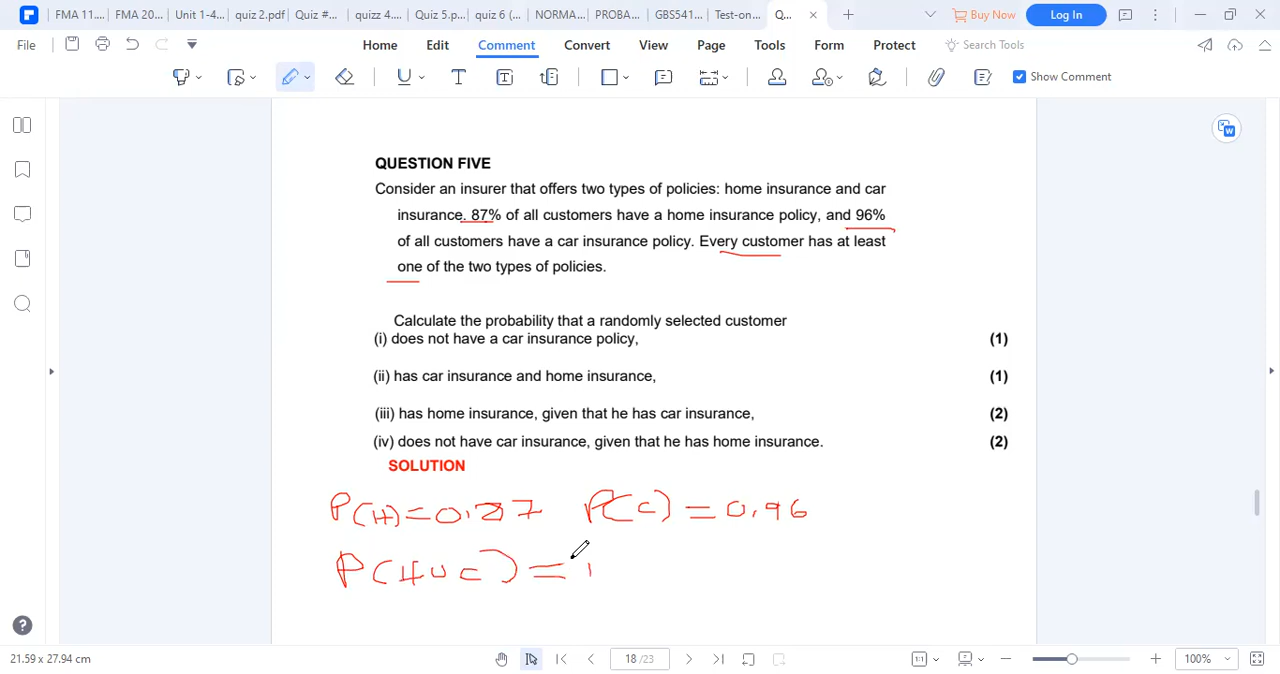 FMA 11....
FMA 20...
Unit 1-4...
quiz 2.pdf
Quiz #...
quizz 4....
Quiz 5.p...
quiz 6 (...
NORMA...
PROBA...
GBS541...
Test-on...
Q...
Buy Now
Log In
File
Home
Edit
Comment
Convert
View
Page
Tools
Form
Protect
Search Tools
Show Comment
QUESTION FIVE
Consider an insurer that offers two types of policies: home insurance and car
insurance. 87% of all customers have a home insurance policy, and 96%
of all customers have a car insurance policy. Every customer has at least
one of the two types of policies.
Calculate the probability that a randomly selected customer
(i) does not have a car insurance policy, (1)
(ii) has car insurance and home insurance, (1)
(iii) has home insurance, given that he has car insurance, (2)
(iv) does not have car insurance, given that he has home insurance. (2)
SOLUTION
P(H)=0.87 P(C)=0.96
P(HUC)=1
21.59 x 27.94 cm
18 /23
1:1
100%